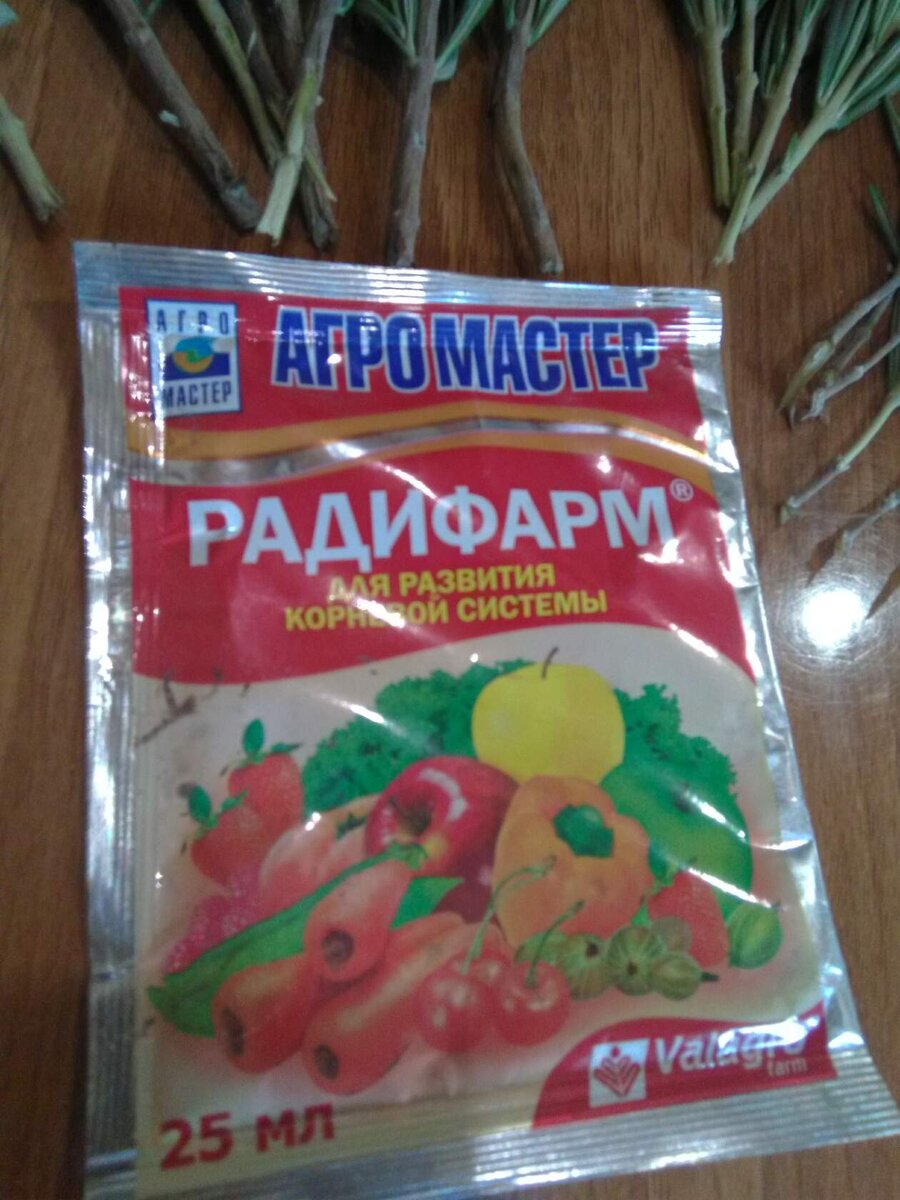 АГРО
МАСТЕР
АГРОМАСТЕР
РАДИФАРМ®
ДЛЯ РАЗВИТИЯ
КОРНЕВОЙ СИСТЕМЫ
Valagro
farm
25 мл